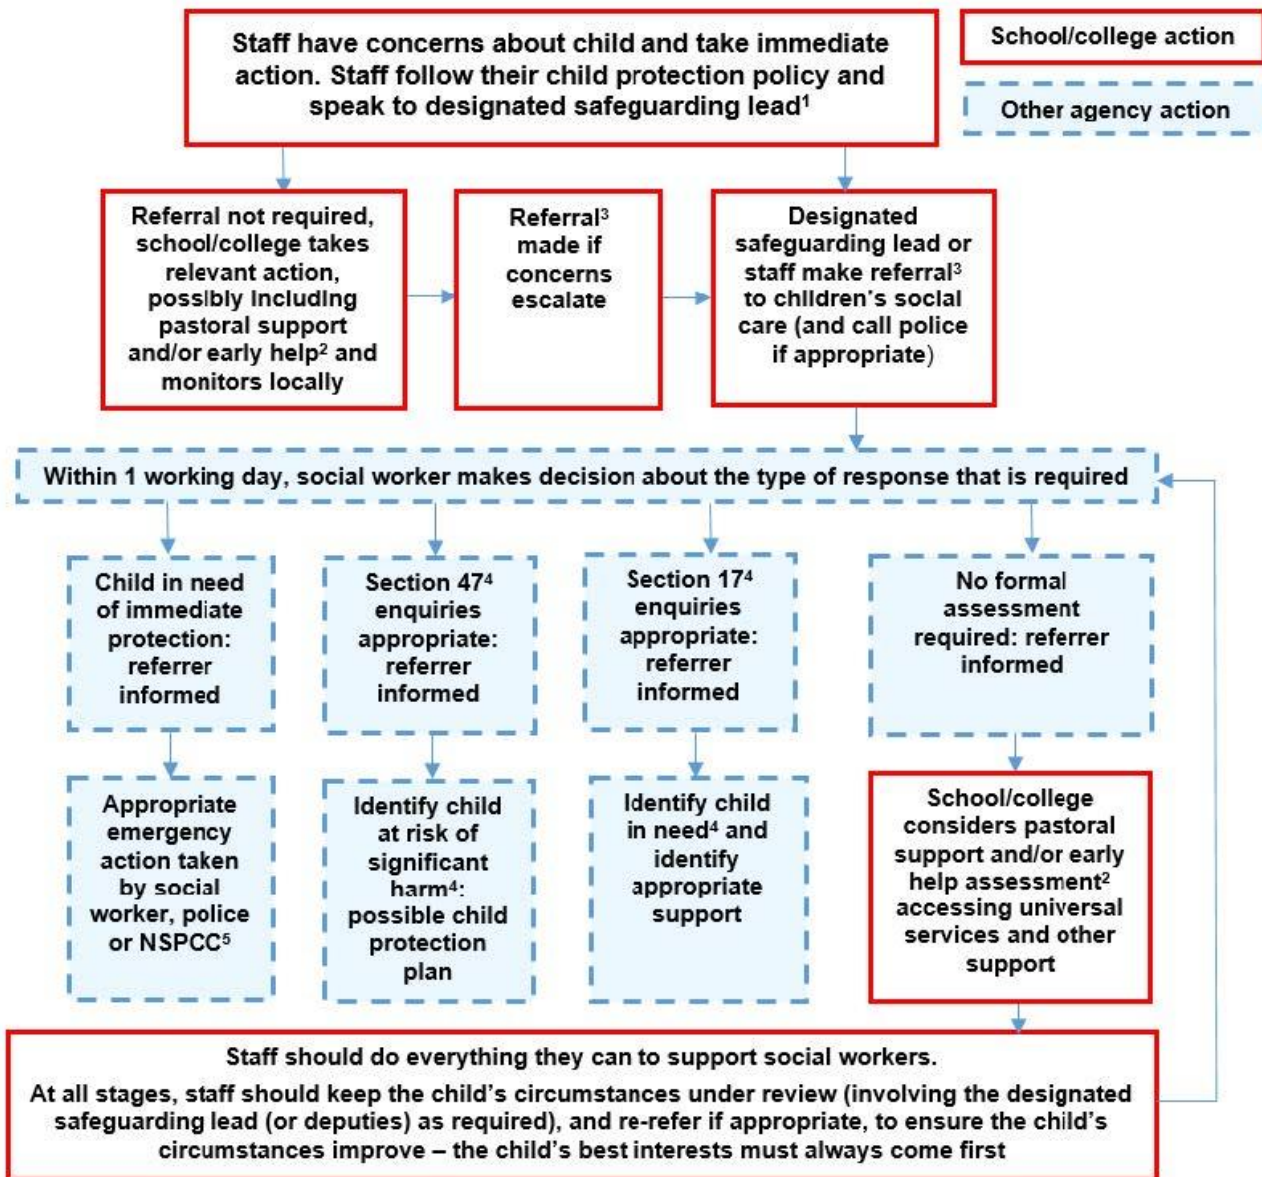 Staff have concerns about child and take immediate
action. Staff follow their child protection policy and
speak to designated safeguarding lead¹
School/college action
Other agency action
Referral not required,
school/college takes
relevant action,
possibly including
pastoral support
and/or early help² and
monitors locally
Referral³
made if
concerns
escalate
Designated
safeguarding lead or
staff make referral³
to children’s social
care (and call police
if appropriate)
Within 1 working day, social worker makes decision about the type of response that is required
Child in need
of immediate
protection:
referrer
informed
Section 47⁴
enquiries
appropriate:
referrer
informed
Section 17⁴
enquiries
appropriate:
referrer
informed
No formal
assessment
required: referrer
informed
Appropriate
emergency
action taken
by social
worker, police
or NSPCC⁵
Identify child
at risk of
significant
harm⁴:
possible child
protection
plan
Identify child
in need⁴ and
identify
appropriate
support
School/college
considers pastoral
support and/or early
help assessment²
accessing universal
services and other
support
Staff should do everything they can to support social workers.
At all stages, staff should keep the child’s circumstances under review (involving the designated
safeguarding lead (or deputies) as required), and re-refer if appropriate, to ensure the child’s
circumstances improve – the child’s best interests must always come first